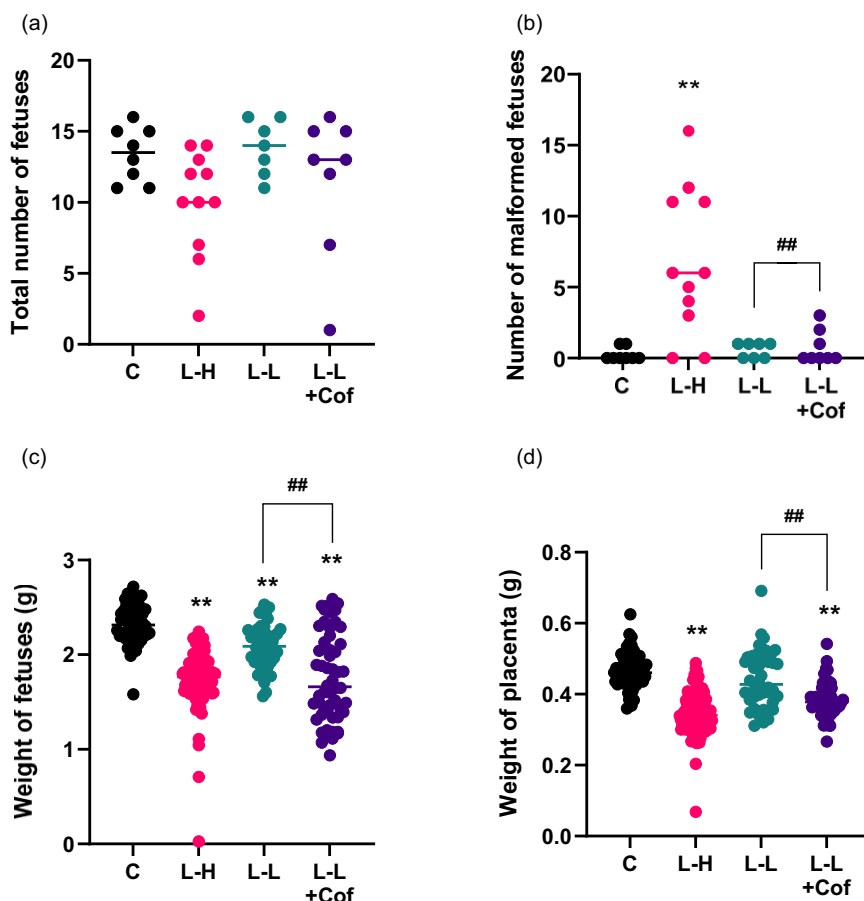 (a)
Total number of fetuses
20
15
10
5
0
C L-H L-L L-L
+Cof
(b)
Number of malformed fetuses
20
15
10
5
0
**
##
C L-H L-L L-L
+Cof
(c)
Weight of fetuses (g)
3
2
1
0
##
** ** **
C L-H L-L L-L
+Cof
(d)
Weight of placenta (g)
0.8
0.6
0.4
0.2
0.0
##
** **
C L-H L-L L-L
+Cof